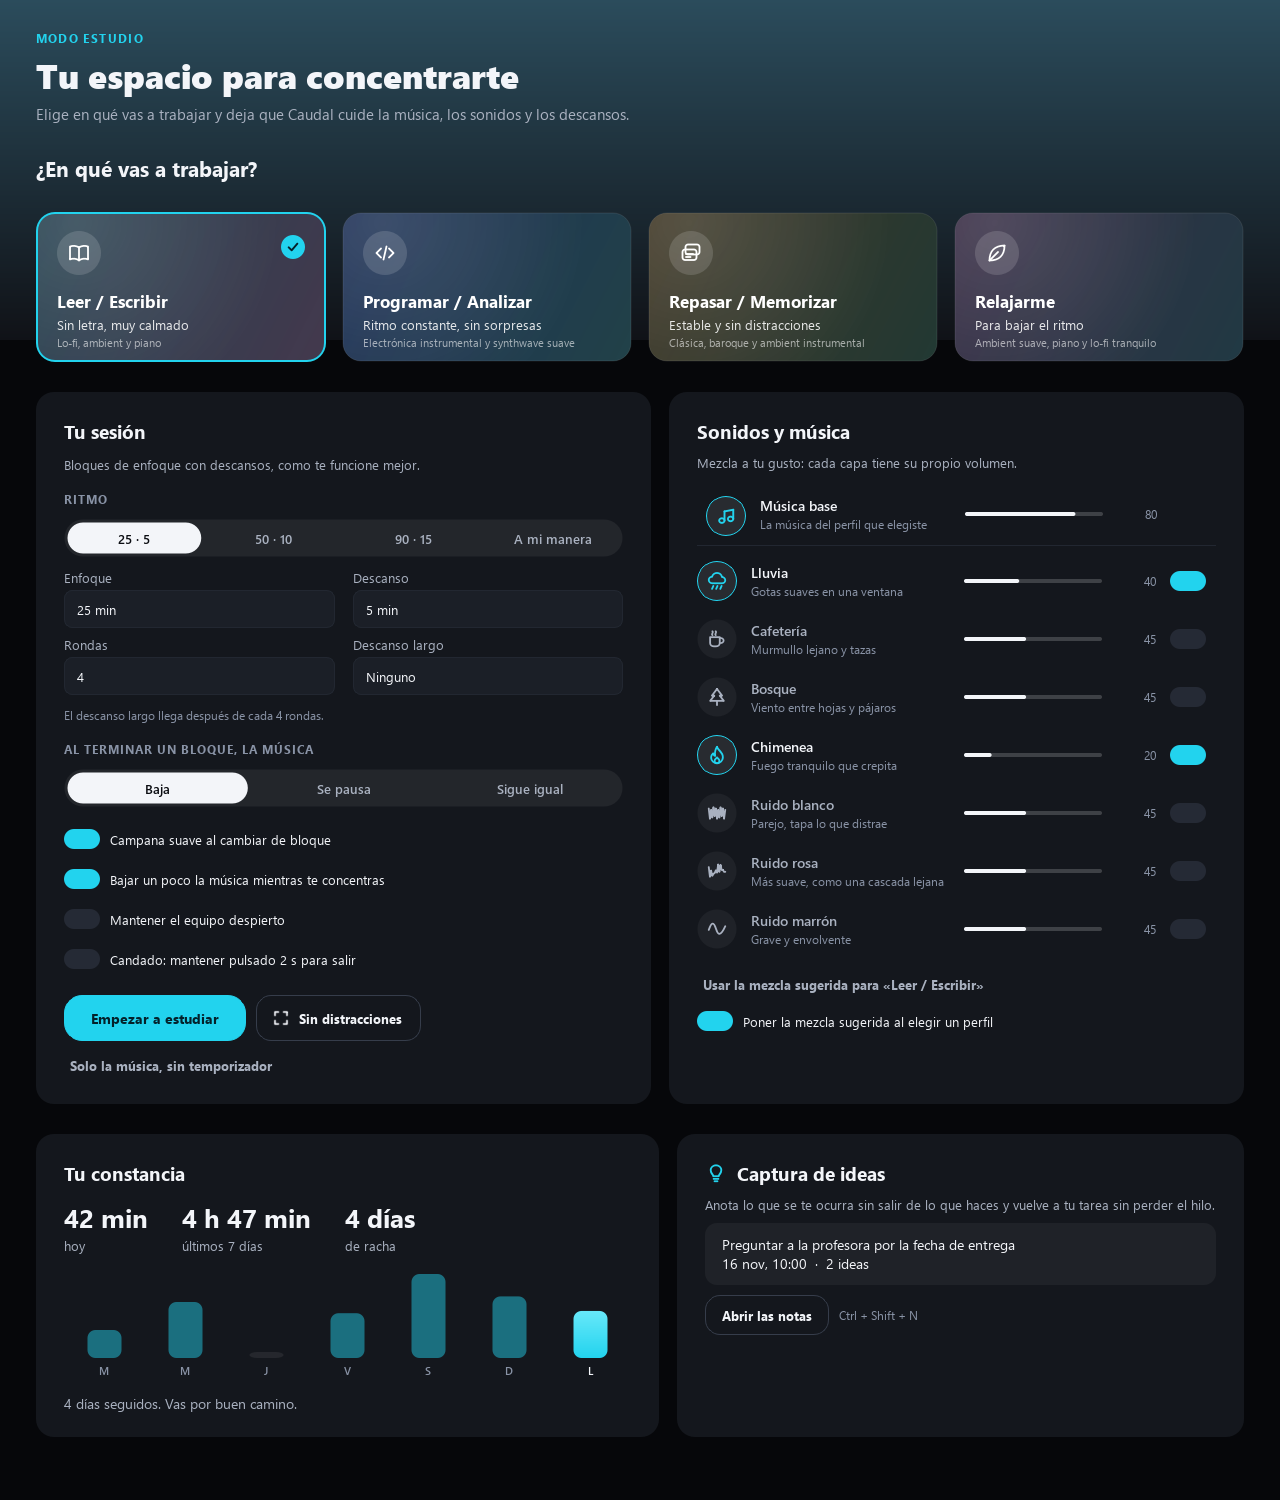 MODO ESTUDIO
Tu espacio para concentrarte
Elige en qué vas a trabajar y deja que Caudal cuide la música, los sonidos y los descansos.
¿En qué vas a trabajar?
Leer / Escribir
Sin letra, muy calmado
Lo-fi, ambient y piano
Programar / Analizar
Ritmo constante, sin sorpresas
Electrónica instrumental y synthwave suave
Repasar / Memorizar
Estable y sin distracciones
Clásica, baroque y ambient instrumental
Relajarme
Para bajar el ritmo
Ambient suave, piano y lo-fi tranquilo
Tu sesión
Bloques de enfoque con descansos, como te funcione mejor.
RITMO
25 · 5
50 · 10
90 · 15
A mi manera
Enfoque
Descanso
25 min
5 min
Rondas
Descanso largo
4
Ninguno
El descanso largo llega después de cada 4 rondas.
AL TERMINAR UN BLOQUE, LA MÚSICA
Baja
Se pausa
Sigue igual
Campana suave al cambiar de bloque
Bajar un poco la música mientras te concentras
Mantener el equipo despierto
Candado: mantener pulsado 2 s para salir
Empezar a estudiar
Sin distracciones
Solo la música, sin temporizador
Sonidos y música
Mezcla a tu gusto: cada capa tiene su propio volumen.
Música base
La música del perfil que elegiste
80
Lluvia
Gotas suaves en una ventana
40
Cafetería
Murmullo lejano y tazas
45
Bosque
Viento entre hojas y pájaros
45
Chimenea
Fuego tranquilo que crepita
20
Ruido blanco
Parejo, tapa lo que distrae
45
Ruido rosa
Más suave, como una cascada lejana
45
Ruido marrón
Grave y envolvente
45
Usar la mezcla sugerida para «Leer / Escribir»
Poner la mezcla sugerida al elegir un perfil
Tu constancia
42 min
hoy
4 h 47 min
últimos 7 días
4 días
de racha
M
M
J
V
S
D
L
4 días seguidos. Vas por buen camino.
Captura de ideas
Anota lo que se te ocurra sin salir de lo que haces y vuelve a tu tarea sin perder el hilo.
Preguntar a la profesora por la fecha de entrega
16 nov, 10:00 · 2 ideas
Abrir las notas
Ctrl + Shift + N